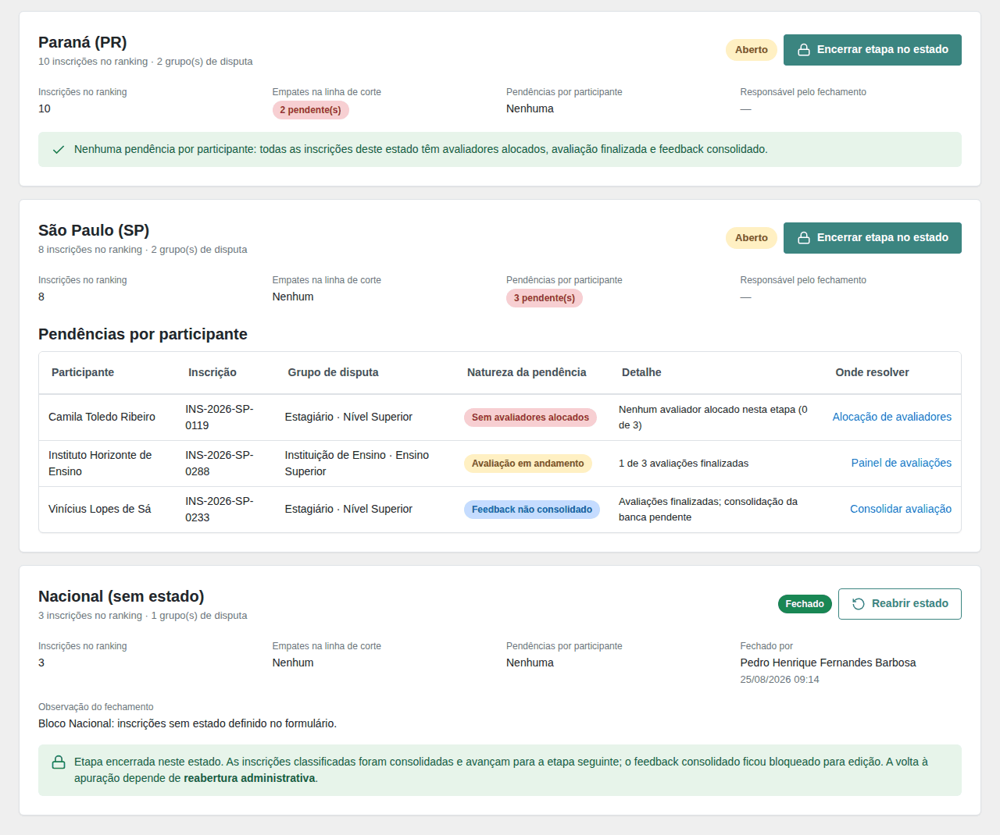 Paraná (PR)
10 inscrições no ranking · 2 grupo(s) de disputa
Aberto
Encerrar etapa no estado
Inscrições no ranking
Empates na linha de corte
Pendências por participante
Responsável pelo fechamento
10
2 pendente(s)
Nenhuma
—
Nenhuma pendência por participante: todas as inscrições deste estado têm avaliadores alocados, avaliação finalizada e feedback consolidado.
São Paulo (SP)
8 inscrições no ranking · 2 grupo(s) de disputa
Aberto
Encerrar etapa no estado
Inscrições no ranking
Empates na linha de corte
Pendências por participante
Responsável pelo fechamento
8
Nenhum
3 pendente(s)
—
Pendências por participante
Participante
Inscrição
Grupo de disputa
Natureza da pendência
Detalhe
Onde resolver
Camila Toledo Ribeiro
INS-2026-SP-
0119
Estagiário · Nível Superior
Sem avaliadores alocados
Nenhum avaliador alocado nesta etapa (0
de 3)
Alocação de avaliadores
Instituto Horizonte de
Ensino
INS-2026-SP-
0288
Instituição de Ensino · Ensino
Superior
Avaliação em andamento
1 de 3 avaliações finalizadas
Painel de avaliações
Vinícius Lopes de Sá
INS-2026-SP-
0233
Estagiário · Nível Superior
Feedback não consolidado
Avaliações finalizadas; consolidação da
banca pendente
Consolidar avaliação
Nacional (sem estado)
3 inscrições no ranking · 1 grupo(s) de disputa
Fechado
Reabrir estado
Inscrições no ranking
Empates na linha de corte
Pendências por participante
Fechado por
3
Nenhum
Nenhuma
Pedro Henrique Fernandes Barbosa
25/08/2026 09:14
Observação do fechamento
Bloco Nacional: inscrições sem estado definido no formulário.
Etapa encerrada neste estado. As inscrições classificadas foram consolidadas e avançam para a etapa seguinte; o feedback consolidado ficou bloqueado para edição. A volta à
apuração depende de reabertura administrativa.